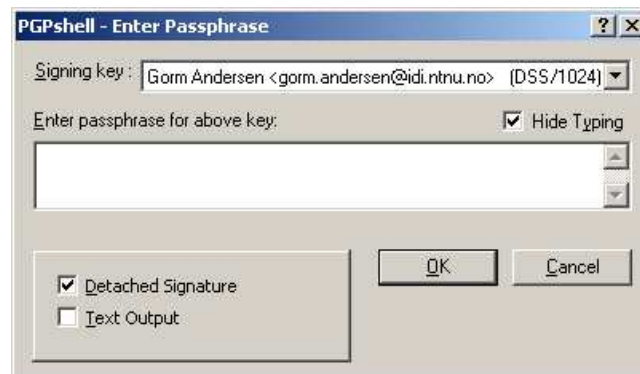 PGPshell - Enter Passphrase
Signing key : Gorm Andersen <gorm.andersen@idi.ntnu.no> (DSS/1024)
Enter passphrase for above key: Hide Typing
OK Cancel
Detached Signature
Text Output